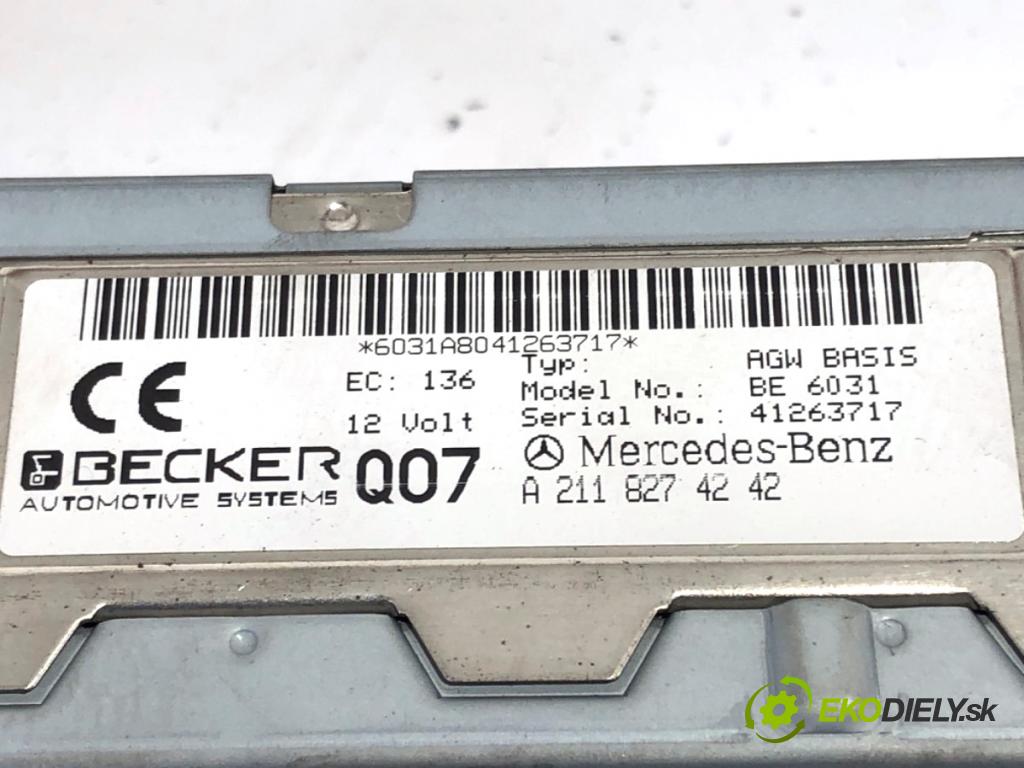 *6031A8041263717*
CE
EC: 136
12 Volt
Typ: AGW BASIS
Model No.: BE 6031
Serial No.: 41263717
BECKER
AUTOMOTIVE SYSTEMS
Q07
Mercedes-Benz
A 211 827 42 42
EKODIELY.sk